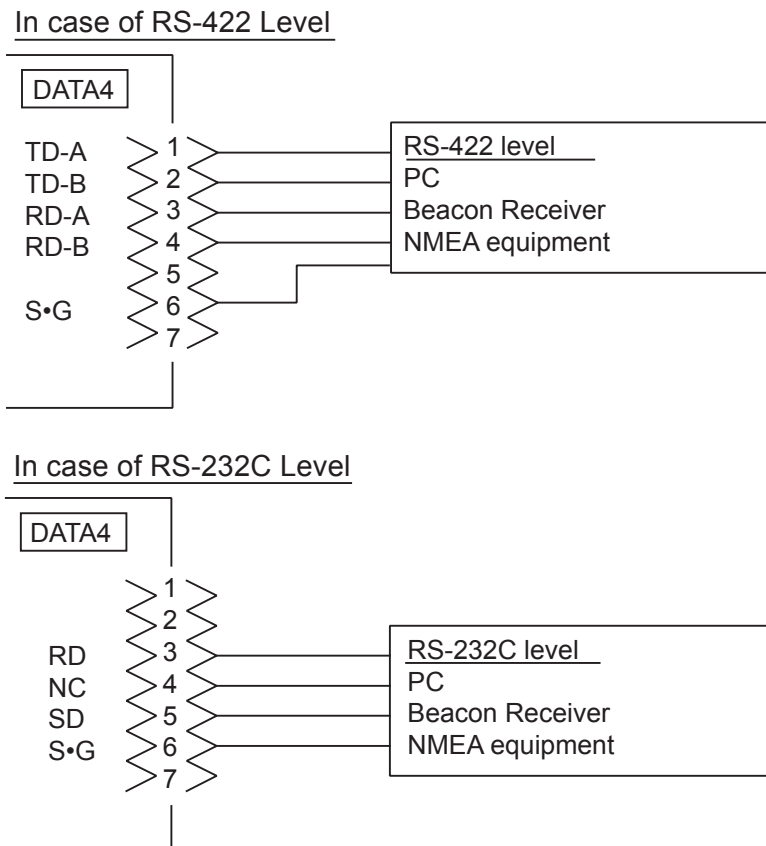 In case of RS-422 Level
DATA4
TD-A 1 RS-422 level
TD-B 2 PC
RD-A 3 Beacon Receiver
RD-B 4 NMEA equipment
5
S•G 6
7
In case of RS-232C Level
DATA4
1
2
RD 3 RS-232C level
NC 4 PC
SD 5 Beacon Receiver
S•G 6 NMEA equipment
7